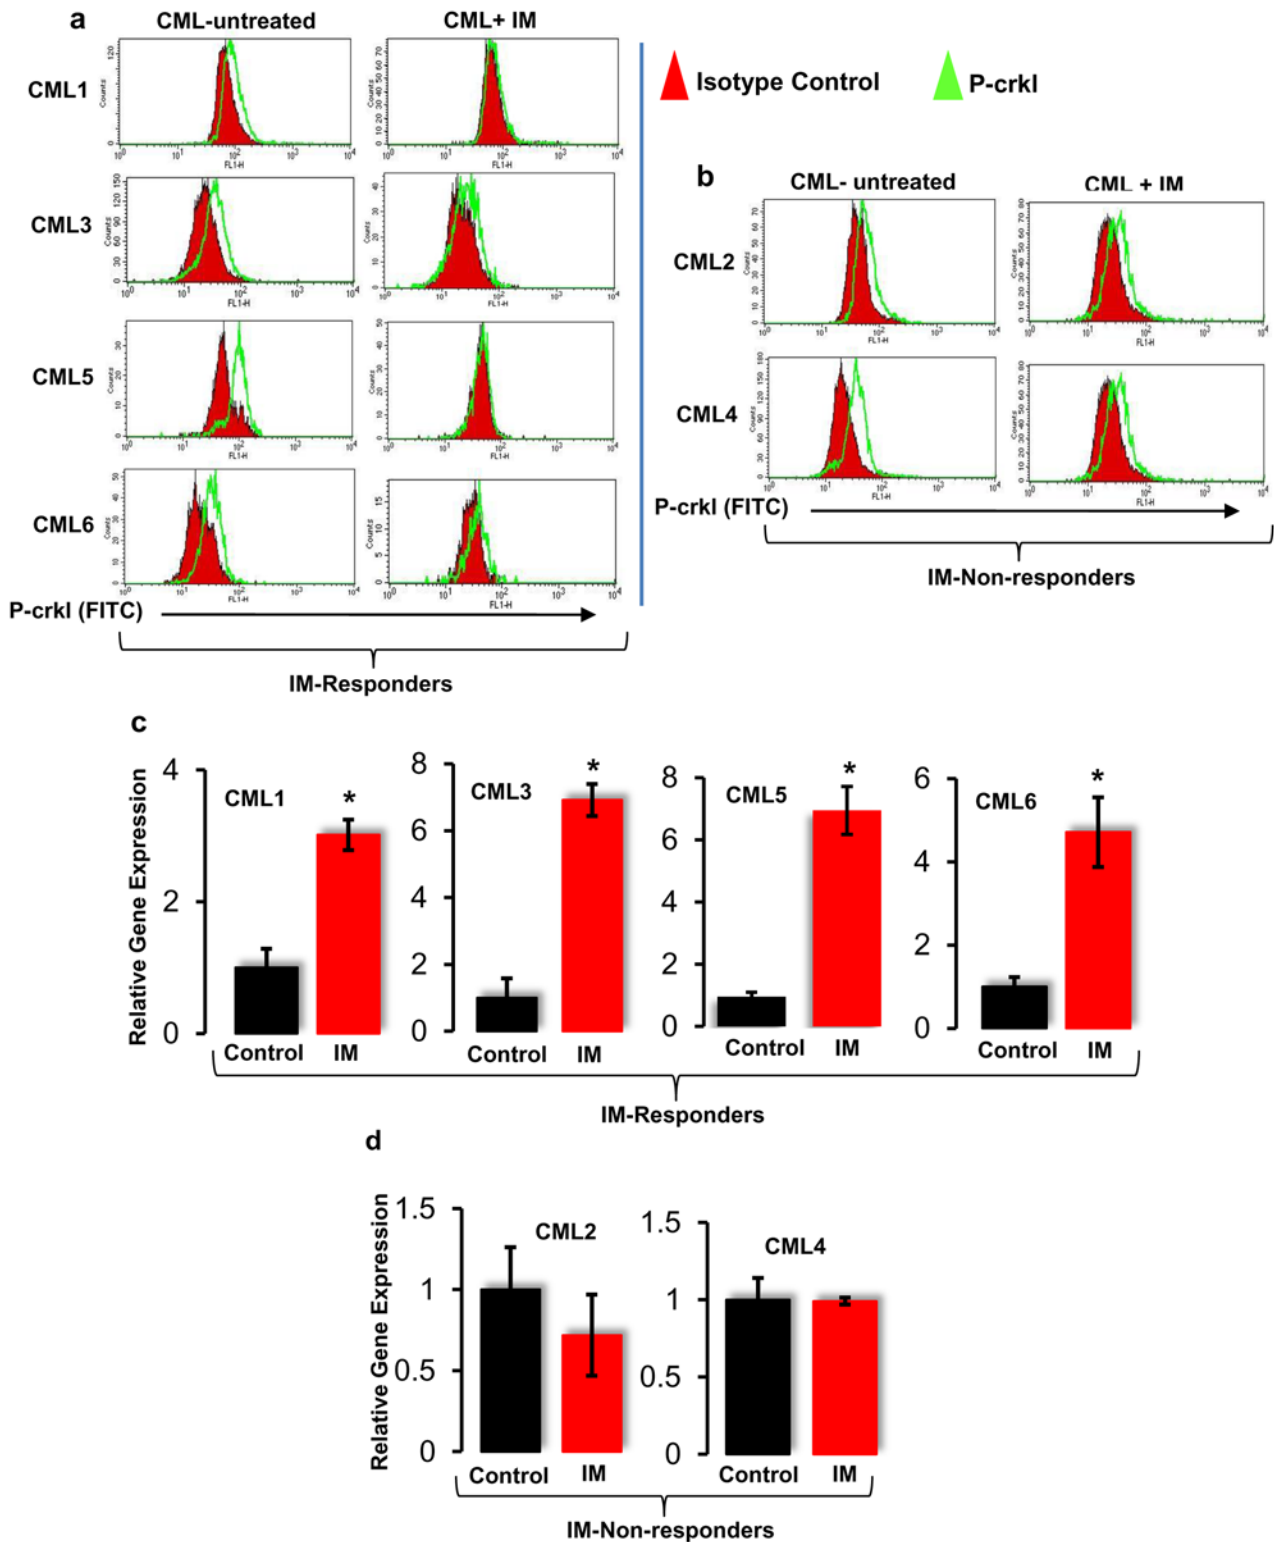 a
CML-untreated
CML+ IM
CML1
CML3
CML5
CML6
Counts
FL1-H
P-crkl (FITC)
IM-Responders
Isotype Control
P-crkl
b
CML- untreated
CML + IM
CML2
CML4
P-crkl (FITC)
IM-Non-responders
c
Relative Gene Expression
4
2
0
CML1
*
Control
IM
8
6
4
2
0
CML3
*
Control
IM
8
6
4
2
0
CML5
*
Control
IM
6
4
2
0
CML6
*
Control
IM
IM-Responders
d
Relative Gene Expression
1.5
1
0.5
0
CML2
Control
IM
1.5
1
0.5
0
CML4
Control
IM
IM-Non-responders